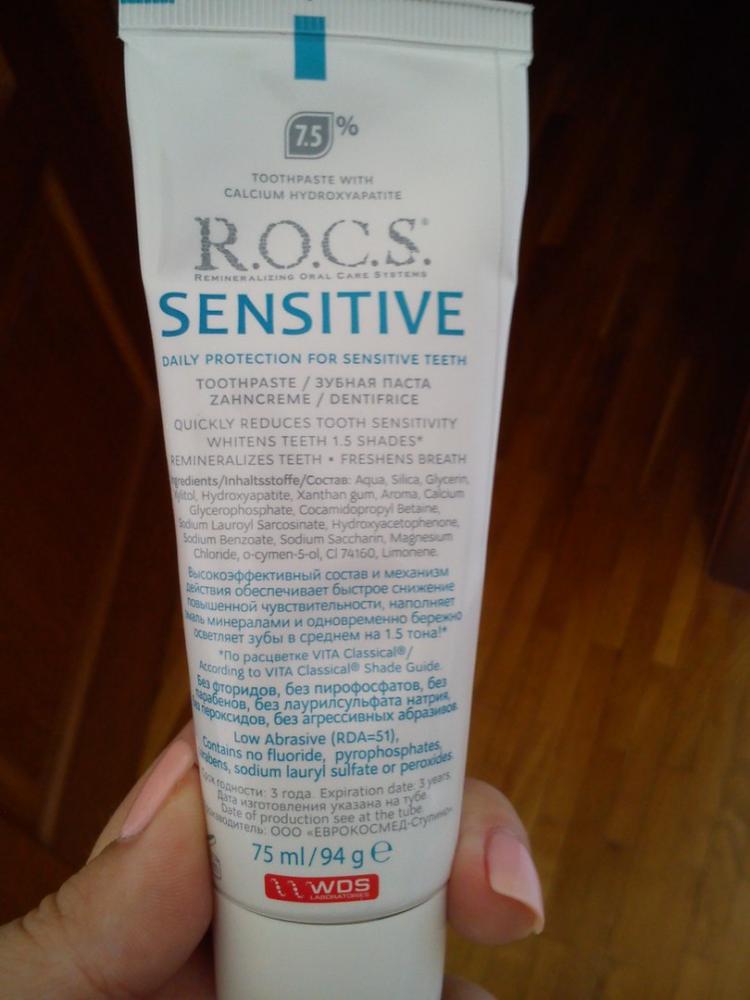 7.5 %
TOOTHPASTE WITH
CALCIUM HYDROXYAPATITE
R.O.C.S.®
REMINERALIZING ORAL CARE SYSTEMS
SENSITIVE
DAILY PROTECTION FOR SENSITIVE TEETH
TOOTHPASTE / ЗУБНАЯ ПАСТА
ZAHNCREME / DENTIFRICE
QUICKLY REDUCES TOOTH SENSITIVITY
WHITENS TEETH 1.5 SHADES*
REMINERALIZES TEETH • FRESHENS BREATH
Ingredients/Inhaltsstoffe/Состав: Aqua, Silica, Glycerin,
Xylitol, Hydroxyapatite, Xanthan gum, Aroma, Calcium
Glycerophosphate, Cocamidopropyl Betaine,
Sodium Lauroyl Sarcosinate, Hydroxyacetophenone,
Sodium Benzoate, Sodium Saccharin, Magnesium
Chloride, o-cymen-5-ol, CI 74160, Limonene.
Высокоэффективный состав и механизм
действия обеспечивает быстрое снижение
повышенной чувствительности, наполняет
эмаль минералами и одновременно бережно
осветляет зубы в среднем на 1.5 тона!*
*По расцветке VITA Classical®/
According to VITA Classical® Shade Guide.
Без фторидов, без пирофосфатов, без
парабенов, без лаурилсульфата натрия,
без пероксидов, без агрессивных абразивов.
Low Abrasive (RDA=51),
Contains no fluoride, pyrophosphates,
parabens, sodium lauryl sulfate or peroxides.
Срок годности: 3 года. Expiration date: 3 years.
Дата изготовления указана на тубе.
Date of production see at the tube.
Производитель: ООО «ЕВРОКОСМЕД-Ступино»
75 ml/94 g ℮
WDS
LABORATORIES